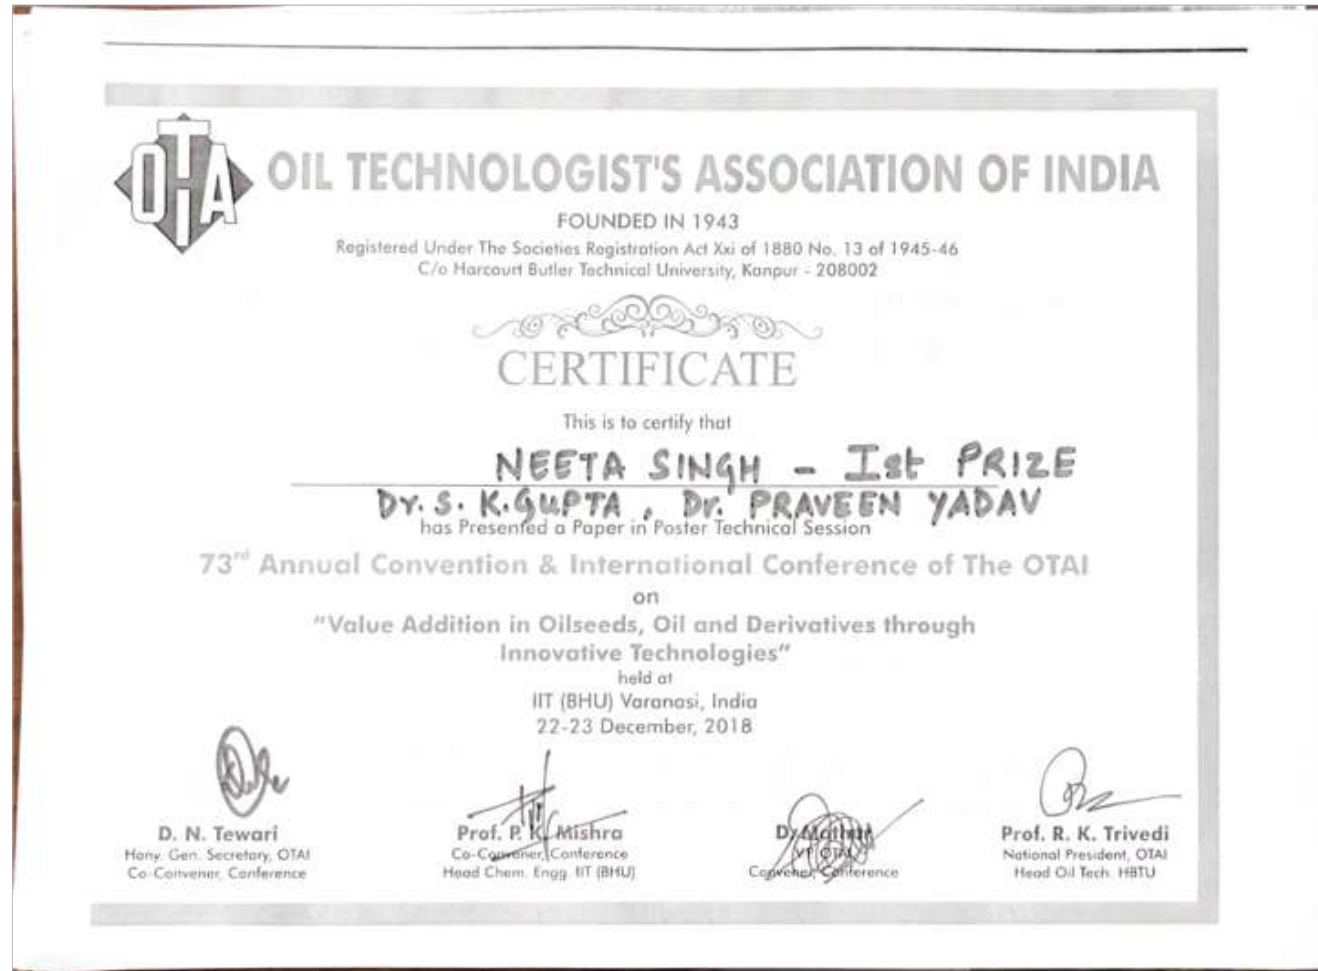 OTAI
OIL TECHNOLOGIST'S ASSOCIATION OF INDIA
FOUNDED IN 1943
Registered Under The Societies Registration Act Xxi of 1880 No. 13 of 1945-46
C/o Harcourt Butler Technical University, Kanpur - 208002
CERTIFICATE
This is to certify that
NEETA SINGH - Ist PRIZE
Dr. S. K. GUPTA, Dr. PRAVEEN YADAV
has Presented a Paper in Poster Technical Session
73rd Annual Convention & International Conference of The OTAI
on
"Value Addition in Oilseeds, Oil and Derivatives through
Innovative Technologies"
held at
IIT (BHU) Varanasi, India
22-23 December, 2018
D. N. Tewari
Hony. Gen. Secretary, OTAI
Co-Convener, Conference
Prof. P. K. Mishra
Co-Convener, Conference
Head Chem. Engg. IIT (BHU)
D. Mathur
VP, OTAI
Convener, Conference
Prof. R. K. Trivedi
National President, OTAI
Head Oil Tech. HBTU